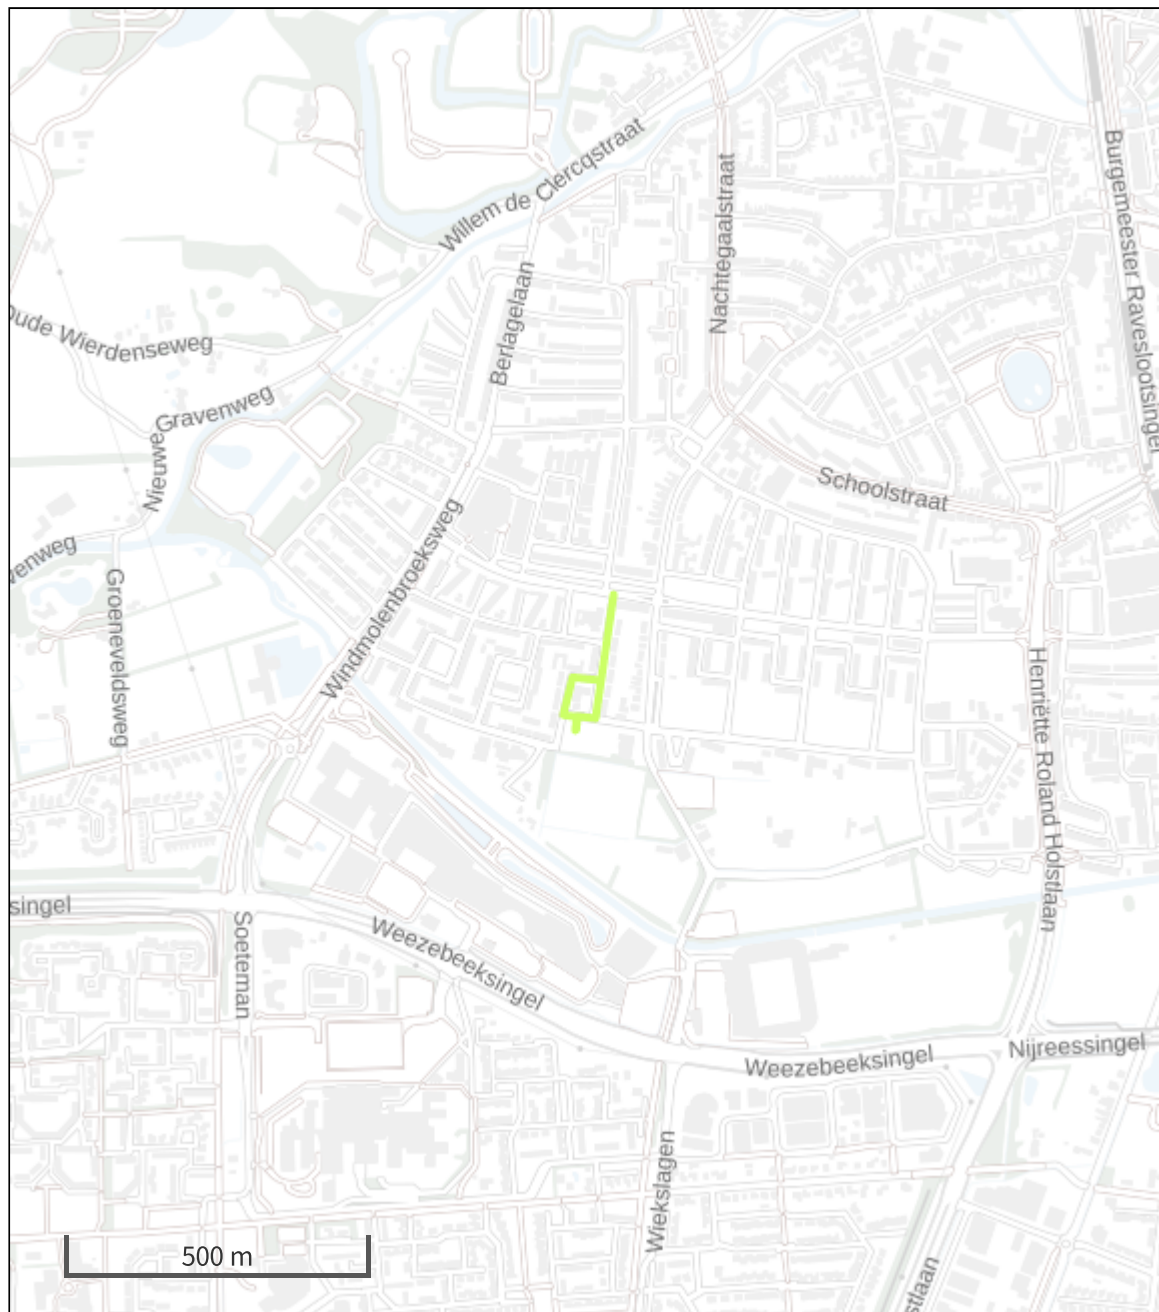 Willem de Clercqstraat
Burgemeester Raveslootsingel
Nachtegaalstraat
Berlagelaan
Oude Wierdenseweg
Gravenweg
Nieuwe
Schoolstraat
Windmolenbroeksweg
venweg
Groeneveldsweg
Henriëtte Roland Holstlaan
singel
Soeteman
Weezebeeksingel
Weezebeeksingel
Nijreessingel
Wiekslagen
stlaan
500 m